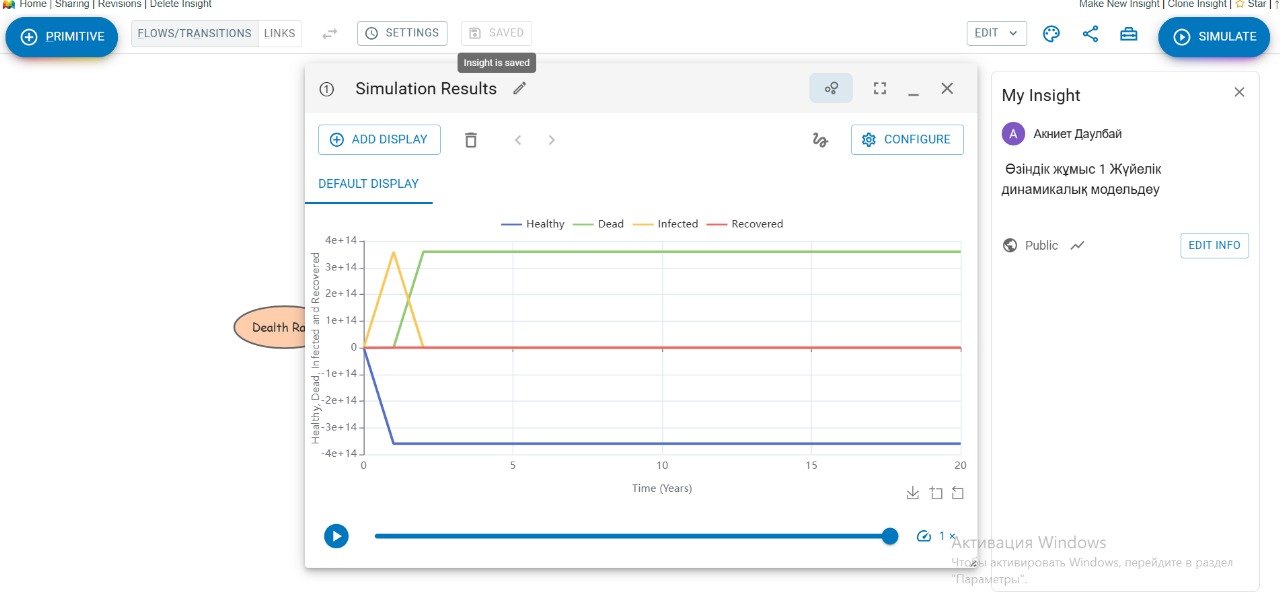 Home | Sharing | Revisions | Delete Insight
Make New Insight | Clone Insight | Star |
PRIMITIVE
FLOWS/TRANSITIONS LINKS
SETTINGS
SAVED
EDIT
SIMULATE
Insight is saved
1 Simulation Results
ADD DISPLAY
CONFIGURE
DEFAULT DISPLAY
Healthy Dead Infected Recovered
Healthy, Dead, Infected and Recovered
4e+14
3e+14
2e+14
1e+14
0
-1e+14
-2e+14
-3e+14
-4e+14
0 5 10 15 20
Time (Years)
1 ×
Dealth Ra
My Insight
А Акниет Даулбай
Өзіндік жұмыс 1 Жүйелік
динамикалық модельдеу
Public
EDIT INFO
Активация Windows
Чтобы активировать Windows, перейдите в раздел
"Параметры".